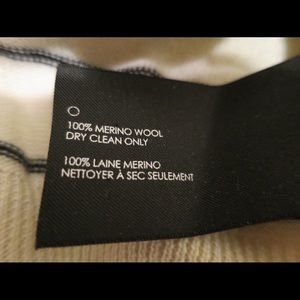 100% MERINO WOOL
DRY CLEAN ONLY
100% LAINE MERINO
NETTOYER À SEC SEULEMENT